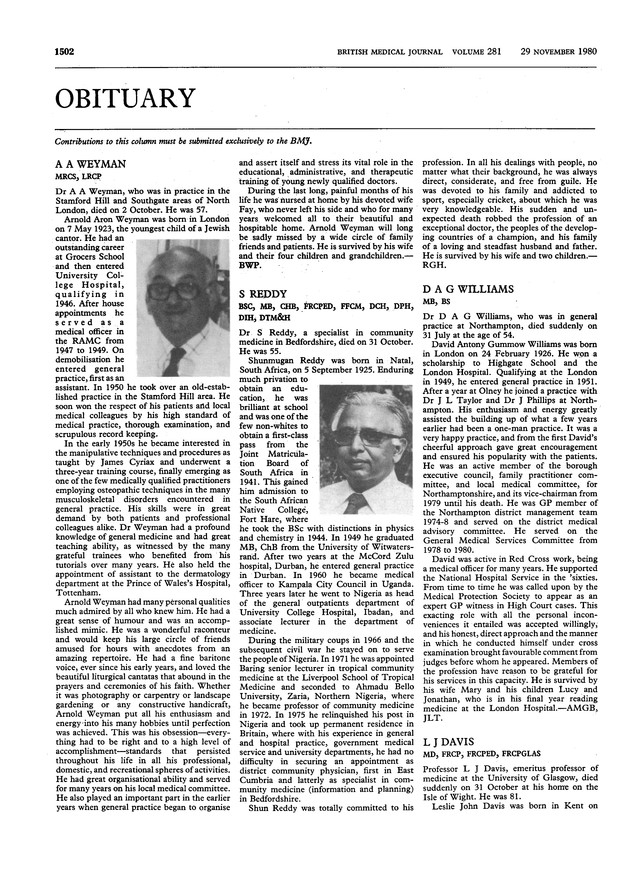 1502
BRITISH MEDICAL JOURNAL VOLUME 281 29 NOVEMBER 1980
OBITUARY
Contributions to this column must be submitted exclusively to the BMJ.
A A WEYMAN
MRCS, LRCP
Dr A A Weyman, who was in practice in the
Stamford Hill and Southgate areas of North
London, died on 2 October. He was 57.
Arnold Aron Weyman was born in London
on 7 May 1923, the youngest child of a Jewish
cantor. He had an
outstanding career
at Grocers School
and then entered
University Col-
lege Hospital,
qualifying in
1946. After house
appointments he
served as a
medical officer in
the RAMC from
1947 to 1949. On
demobilisation he
entered general
practice, first as an
assistant. In 1950 he took over an old-estab-
lished practice in the Stamford Hill area. He
soon won the respect of his patients and local
medical colleagues by his high standard of
medical practice, thorough examination, and
scrupulous record keeping.
In the early 1950s he became interested in
the manipulative techniques and procedures as
taught by James Cyriax and underwent a
three-year training course, finally emerging as
one of the few medically qualified practitioners
employing osteopathic techniques in the many
musculoskeletal disorders encountered in
general practice. His skills were in great
demand by both patients and professional
colleagues alike. Dr Weyman had a profound
knowledge of general medicine and had great
teaching ability, as witnessed by the many
grateful trainees who benefited from his
tutorials over many years. He also held the
appointment of assistant to the dermatology
department at the Prince of Wales's Hospital,
Tottenham.
Arnold Weyman had many personal qualities
much admired by all who knew him. He had a
great sense of humour and was an accomp-
lished mimic. He was a wonderful raconteur
and would keep his large circle of friends
amused for hours with anecdotes from an
amazing repertoire. He had a fine baritone
voice, ever since his early years, and loved the
beautiful liturgical cantatas that abound in the
prayers and ceremonies of his faith. Whether
it was photography or carpentry or landscape
gardening or any constructive handicraft,
Arnold Weyman put all his enthusiasm and
energy into his many hobbies until perfection
was achieved. This was his obsession—every-
thing had to be right and to a high level of
accomplishment—standards that persisted
throughout his life in all his professional,
domestic, and recreational spheres of activities.
He had great organisational ability and served
for many years on his local medical committee.
He also played an important part in the earlier
years when general practice began to organise
and assert itself and stress its vital role in the
educational, administrative, and therapeutic
training of young newly qualified doctors.
During the last long, painful months of his
life he was nursed at home by his devoted wife
Fay, who never left his side and who for many
years welcomed all to their beautiful and
hospitable home. Arnold Weyman will long
be sadly missed by a wide circle of family
friends and patients. He is survived by his wife
and their four children and grandchildren.—
BWP.
S REDDY
BSC, MB, CHB, FRCPED, FFCM, DCH, DPH,
DIH, DTM&H
Dr S Reddy, a specialist in community
medicine in Bedfordshire, died on 31 October.
He was 55.
Shunmugan Reddy was born in Natal,
South Africa, on 5 September 1925. Enduring
much privation to
obtain an edu-
cation, he was
brilliant at school
and was one of the
few non-whites to
obtain a first-class
pass from the
Joint Matricula-
tion Board of
South Africa in
1941. This gained
him admission to
the South African
Native College,
Fort Hare, where
he took the BSc with distinctions in physics
and chemistry in 1944. In 1949 he graduated
MB, ChB from the University of Witwaters-
rand. After two years at the McCord Zulu
hospital, Durban, he entered general practice
in Durban. In 1960 he became medical
officer to Kampala City Council in Uganda.
Three years later he went to Nigeria as head
of the general outpatients department of
University College Hospital, Ibadan, and
associate lecturer in the department of
medicine.
During the military coups in 1966 and the
subsequent civil war he stayed on to serve
the people of Nigeria. In 1971 he was appointed
Baring senior lecturer in tropical community
medicine at the Liverpool School of Tropical
Medicine and seconded to Ahmadu Bello
University, Zaria, Northern Nigeria, where
he became professor of community medicine
in 1972. In 1975 he relinquished his post in
Nigeria and took up permanent residence in
Britain, where with his experience in general
and hospital practice, government medical
service and university departments, he had no
difficulty in securing an appointment as
district community physician, first in East
Cumbria and latterly as specialist in com-
munity medicine (information and planning)
in Bedfordshire.
Shun Reddy was totally committed to his
profession. In all his dealings with people, no
matter what their background, he was always
direct, considerate, and free from guile. He
was devoted to his family and addicted to
sport, especially cricket, about which he was
very knowledgeable. His sudden and un-
expected death robbed the profession of an
exceptional doctor, the peoples of the develop-
ing countries of a champion, and his family
of a loving and steadfast husband and father.
He is survived by his wife and two children.—
RGH.
D A G WILLIAMS
MB, BS
Dr D A G Williams, who was in general
practice at Northampton, died suddenly on
31 July at the age of 54.
David Antony Gummow Williams was born
in London on 24 February 1926. He won a
scholarship to Highgate School and the
London Hospital. Qualifying at the London
in 1949, he entered general practice in 1951.
After a year at Olney he joined a practice with
Dr J L Taylor and Dr J Phillips at North-
ampton. His enthusiasm and energy greatly
assisted the building up of what a few years
earlier had been a one-man practice. It was a
very happy practice, and from the first David's
cheerful approach gave great encouragement
and ensured his popularity with the patients.
He was an active member of the borough
executive council, family practitioner com-
mittee, and local medical committee, for
Northamptonshire, and its vice-chairman from
1979 until his death. He was GP member of
the Northampton district management team
1974-8 and served on the district medical
advisory committee. He served on the
General Medical Services Committee from
1978 to 1980.
David was active in Red Cross work, being
a medical officer for many years. He supported
the National Hospital Service in the 'sixties.
From time to time he was called upon by the
Medical Protection Society to appear as an
expert GP witness in High Court cases. This
exacting role with all the personal incon-
veniences it entailed was accepted willingly,
and his honest, direct approach and the manner
in which he conducted himself under cross
examination brought favourable comment from
judges before whom he appeared. Members of
the profession have reason to be grateful for
his services in this capacity. He is survived by
his wife Mary and his children Lucy and
Jonathan, who is in his final year reading
medicine at the London Hospital.—AMGB,
JLT.
L J DAVIS
MD, FRCP, FRCPED, FRCPGLAS
Professor L J Davis, emeritus professor of
medicine at the University of Glasgow, died
suddenly on 31 October at his home on the
Isle of Wight. He was 81.
Leslie John Davis was born in Kent on